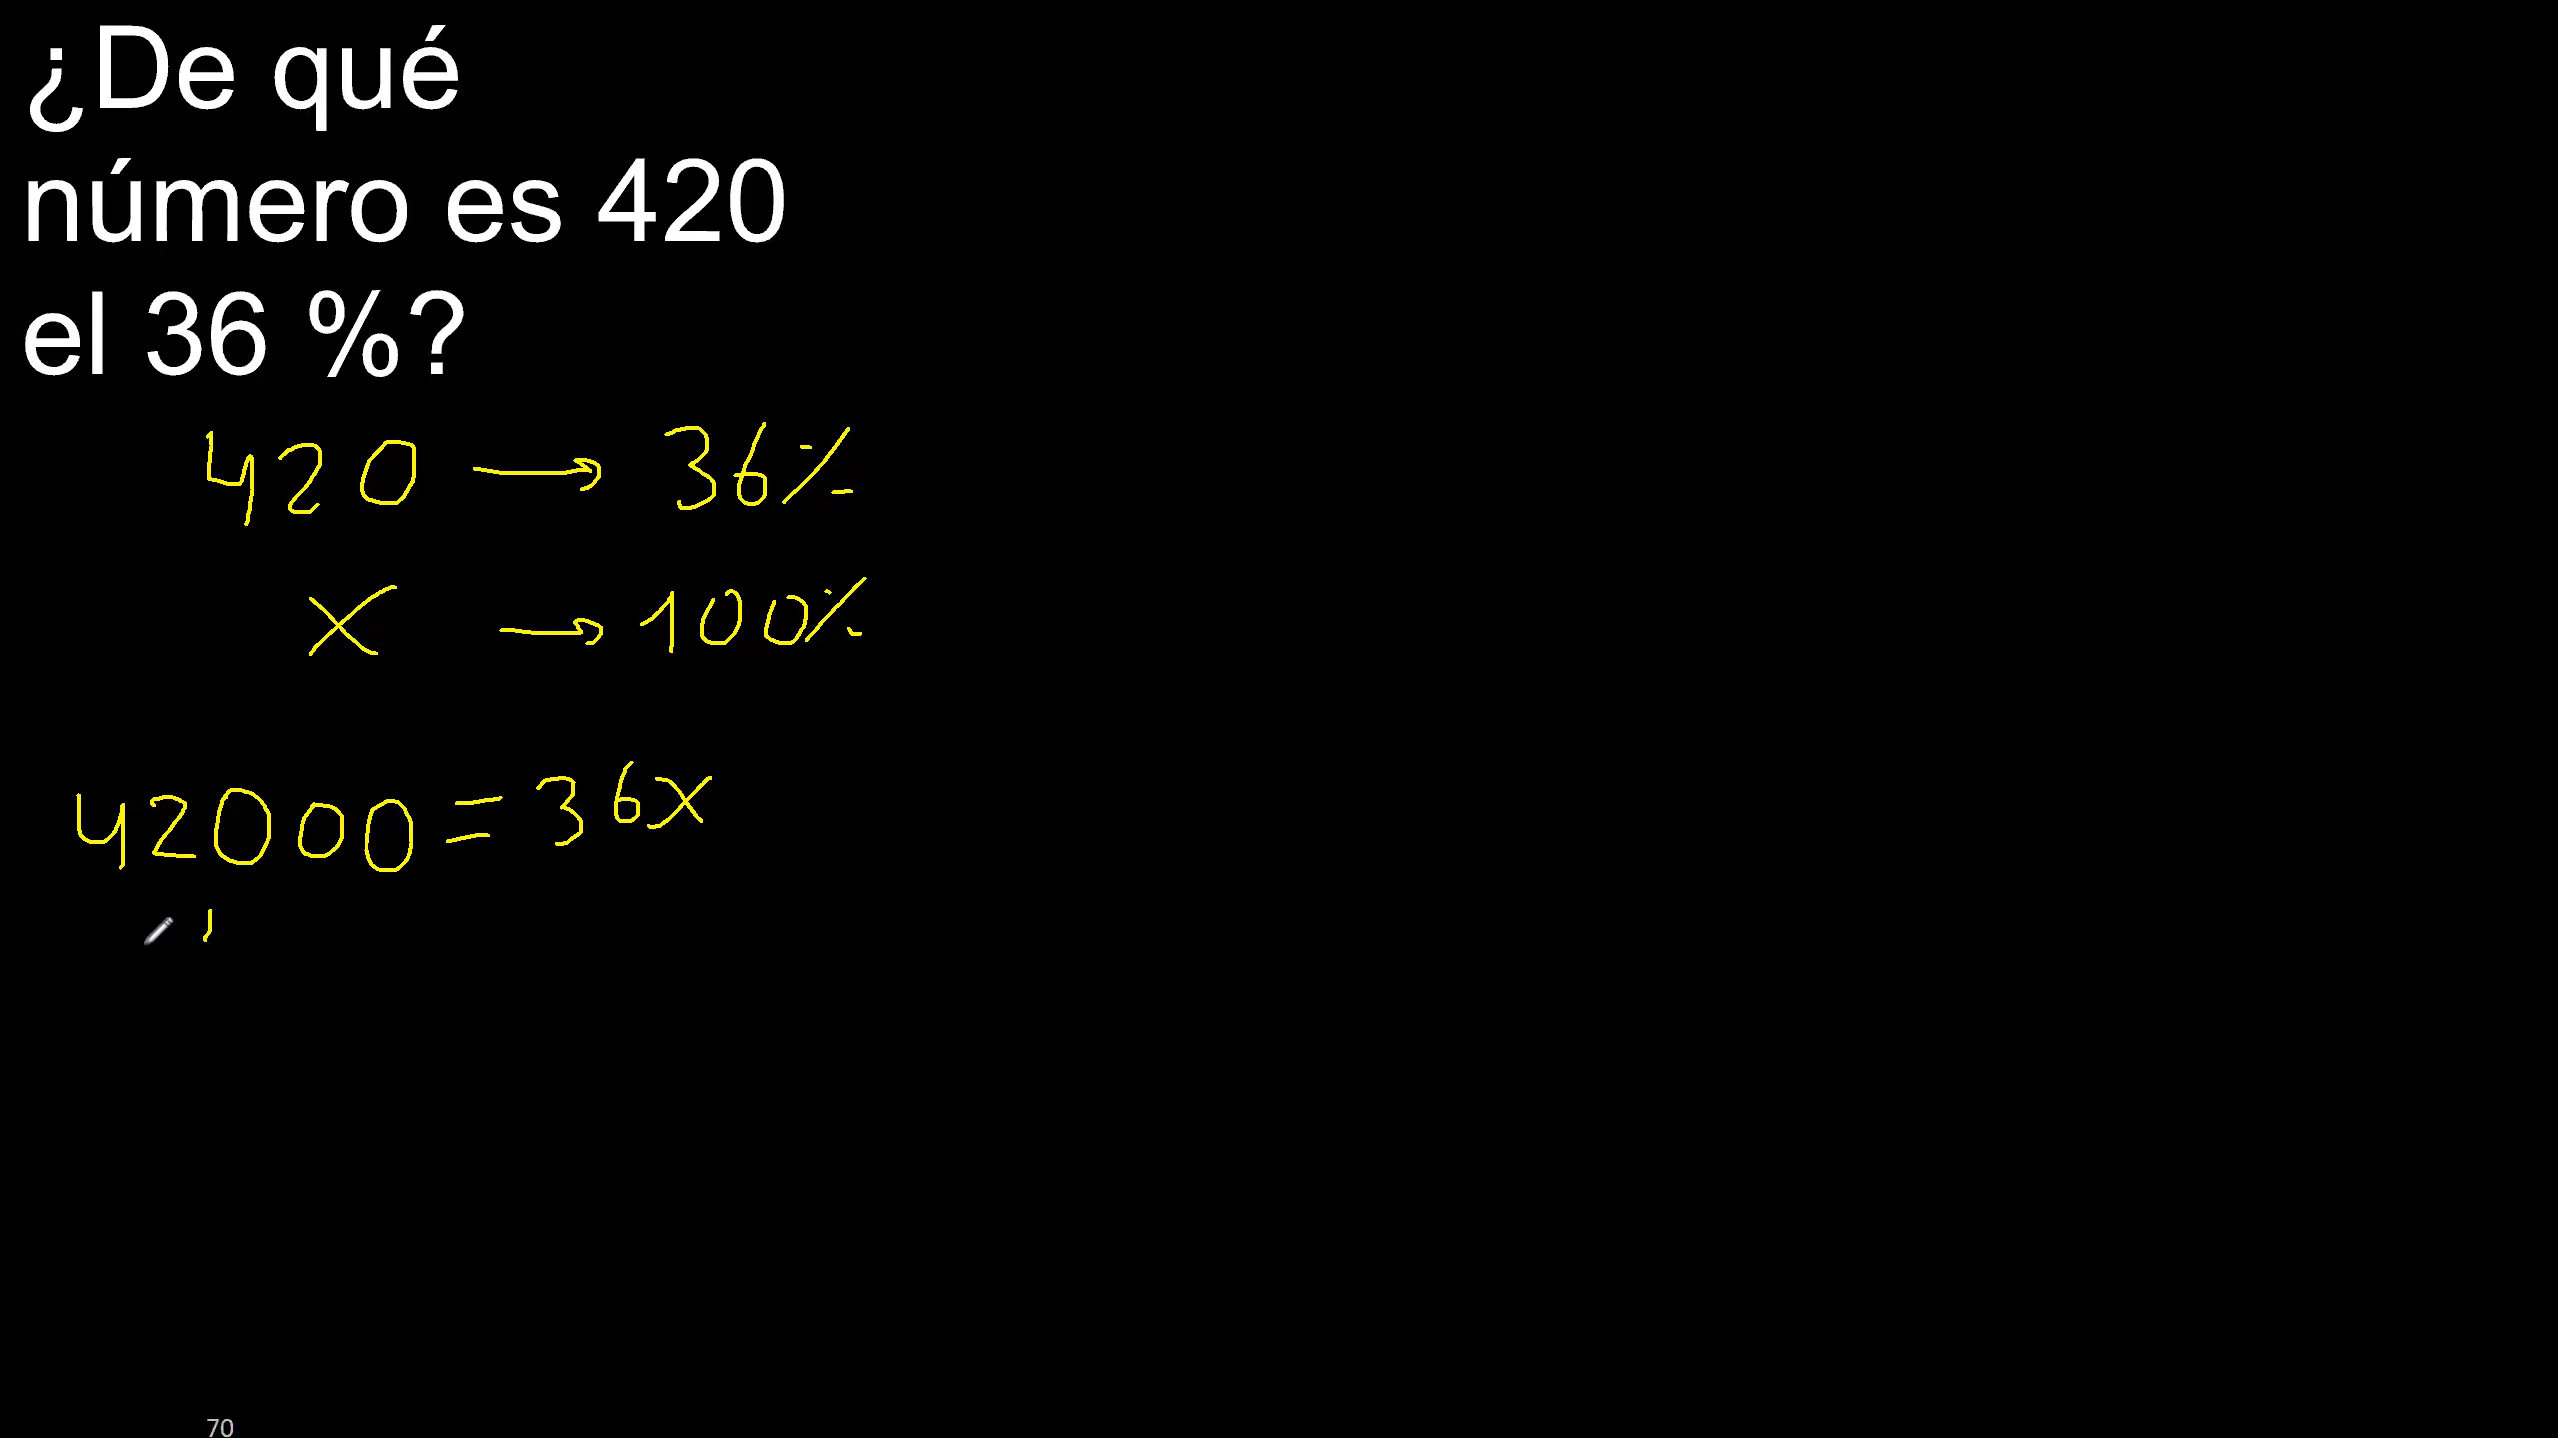 ¿De qué
número es 420
el 36 %?
420 → 36%
x → 100%
42000 = 36x
70